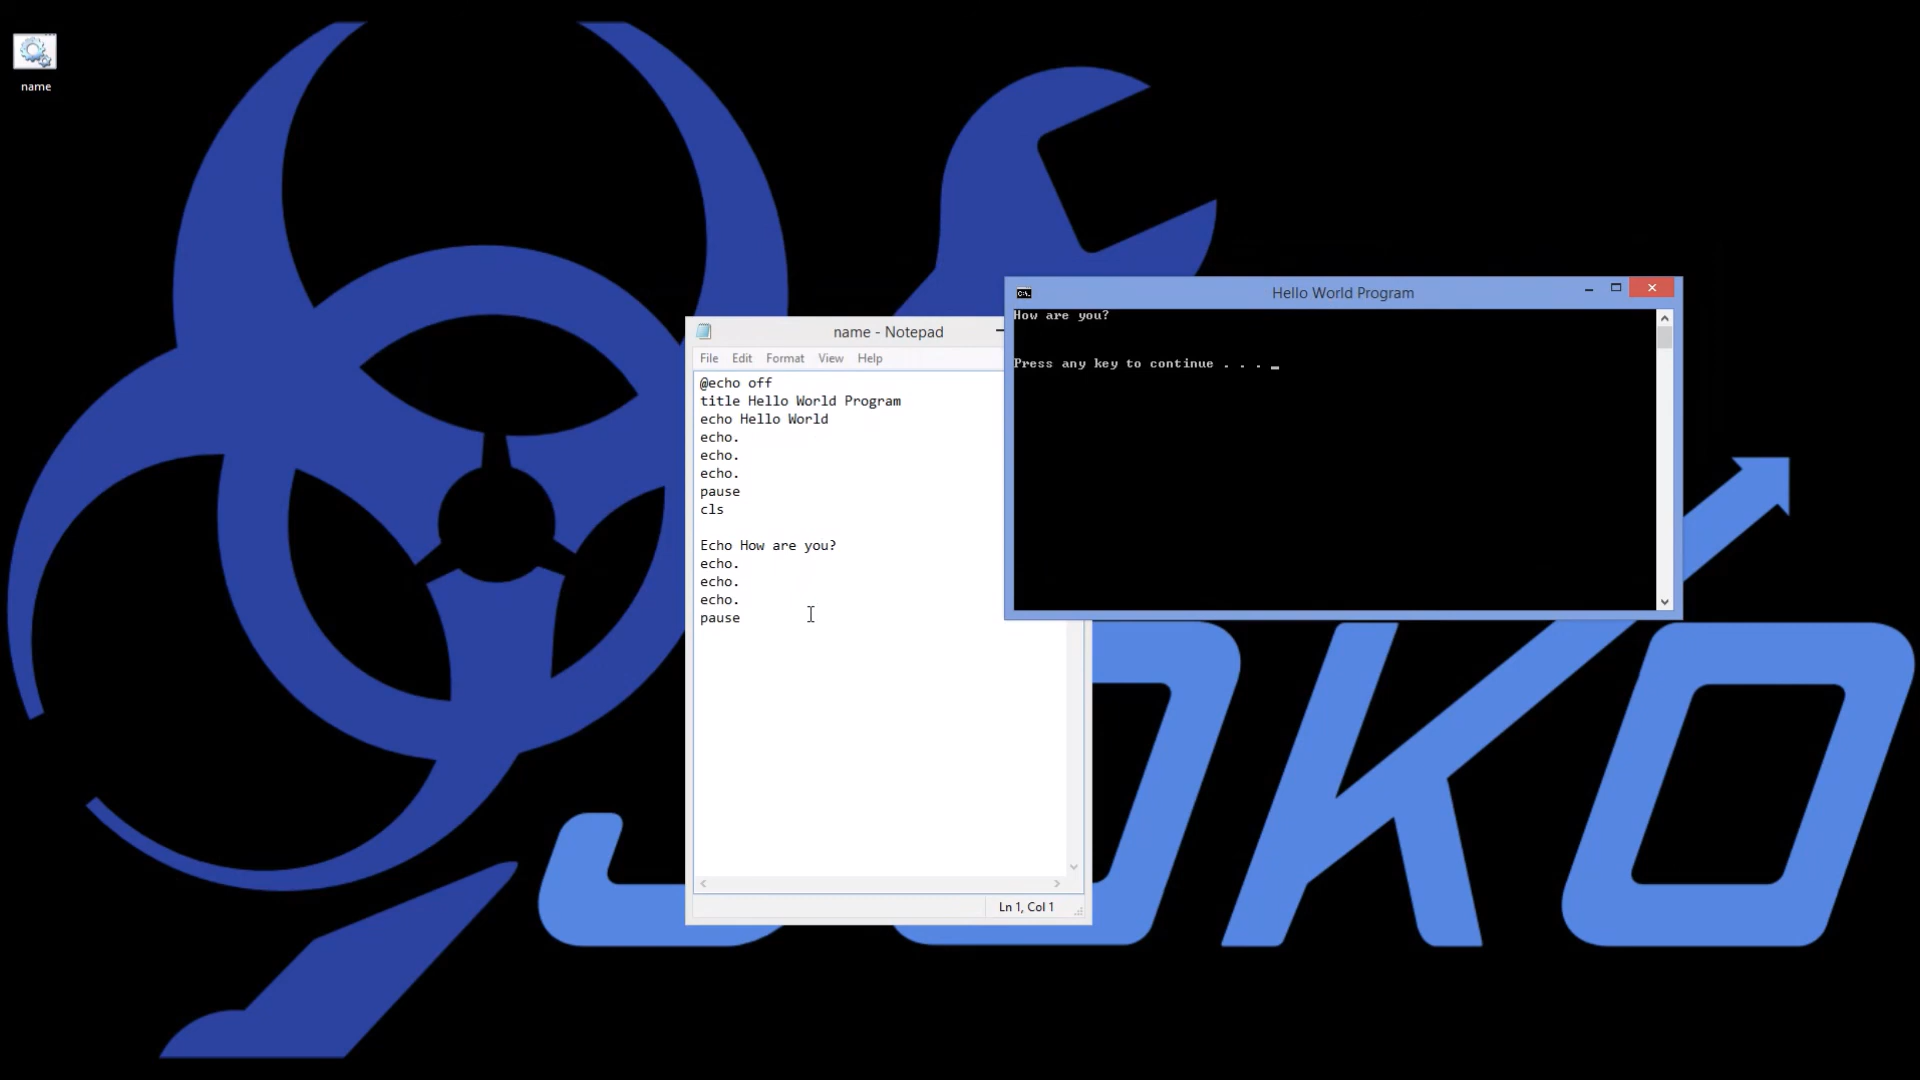 name
name - Notepad
File Edit Format View Help
@echo off
title Hello World Program
echo Hello World
echo.
echo.
echo.
pause
cls
Echo How are you?
echo.
echo.
echo.
pause
Ln 1, Col 1
Hello World Program
How are you?
Press any key to continue . . .
JOKO